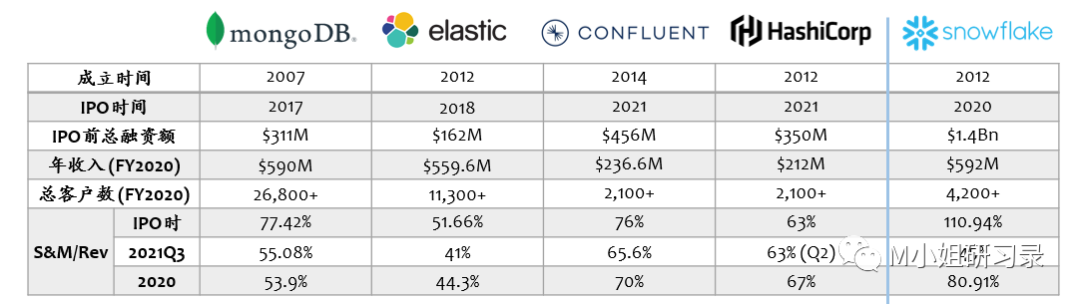 mongoDB. elastic CONFLUENT HashiCorp snowflake
成立时间 2007 2012 2014 2012 2012
IPO时间 2017 2018 2021 2021 2020
IPO前总融资额 $311M $162M $456M $350M $1.4Bn
年收入(FY2020) $590M $559.6M $236.6M $212M $592M
总客户数(FY2020) 26,800+ 11,300+ 2,100+ 2,100+ 4,200+
S&M/Rev IPO时 77.42% 51.66% 76% 63% 110.94%
2021Q3 55.08% 41% 65.6% 63% (Q2)
M小姐研习录
2020 53.9% 44.3% 70% 67% 80.91%